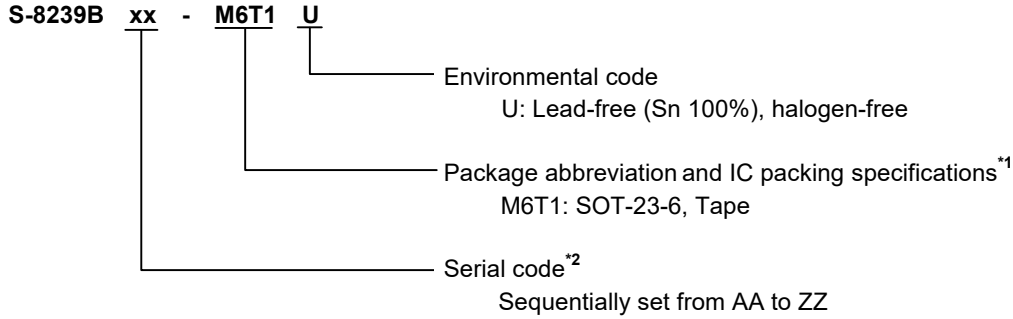 S-8239B xx - M6T1 U
Environmental code
U: Lead-free (Sn 100%), halogen-free
Package abbreviation and IC packing specifications*1
M6T1: SOT-23-6, Tape
Serial code*2
Sequentially set from AA to ZZ